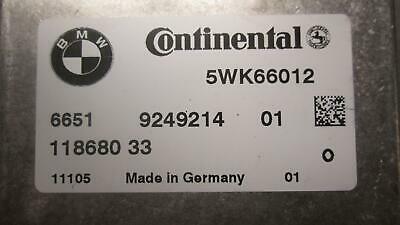 BMW
Continental
5WK66012
6651 9249214 01
118680 33
O
11105 Made in Germany 01